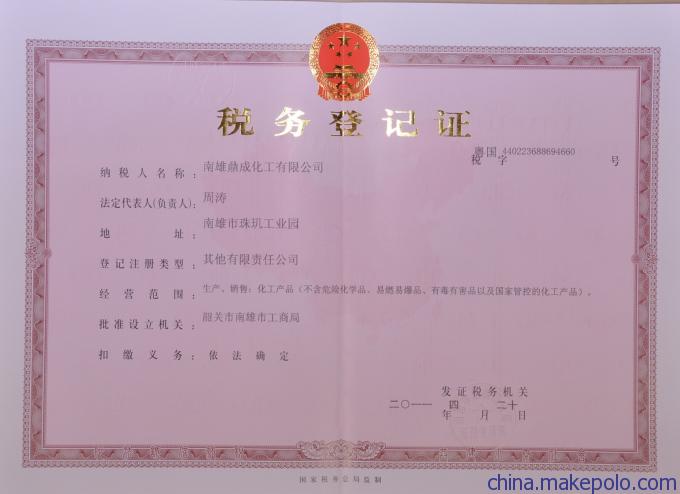 税务登记证
粤国
税 字 440223688694660 号
纳税人名称：南雄鼎成化工有限公司
法定代表人(负责人)：周涛
地 址：南雄市珠玑工业园
登记注册类型：其他有限责任公司
经营范围：生产、销售：化工产品（不含危险化学品、易燃易爆品、有毒有害品以及国家管控的化工产品）。
批准设立机关：韶关市南雄市工商局
扣缴义务：依法确定
发证税务机关
二〇一一 年 四 月 二十 日
国家税务总局监制
china.makepolo.com